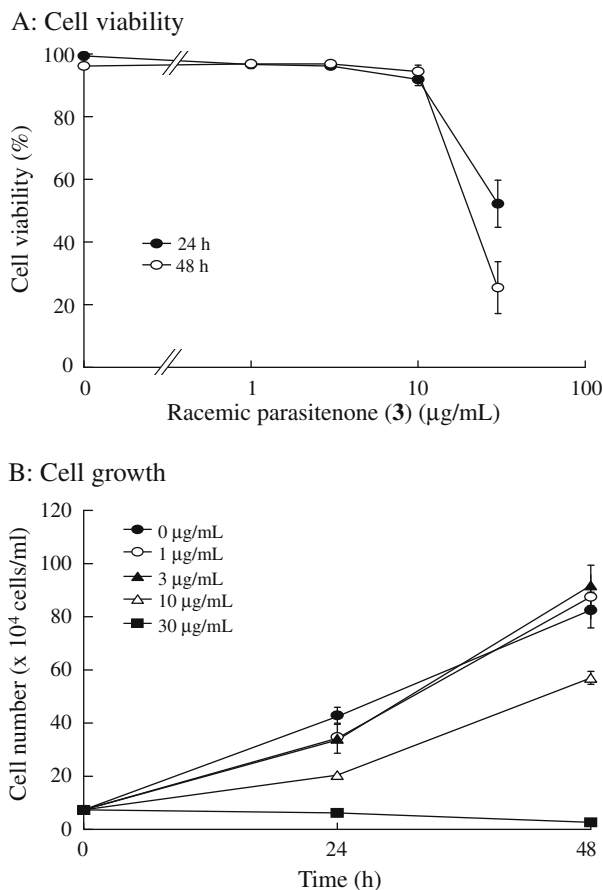 A: Cell viability
100
80
60
40
20
0
Cell viability (%)
24 h
48 h
0
1
10
100
Racemic parasitenone (3) (μg/mL)
B: Cell growth
120
100
80
60
40
20
0
Cell number (x 10⁴ cells/ml)
0 μg/mL
1 μg/mL
3 μg/mL
10 μg/mL
30 μg/mL
0
24
48
Time (h)